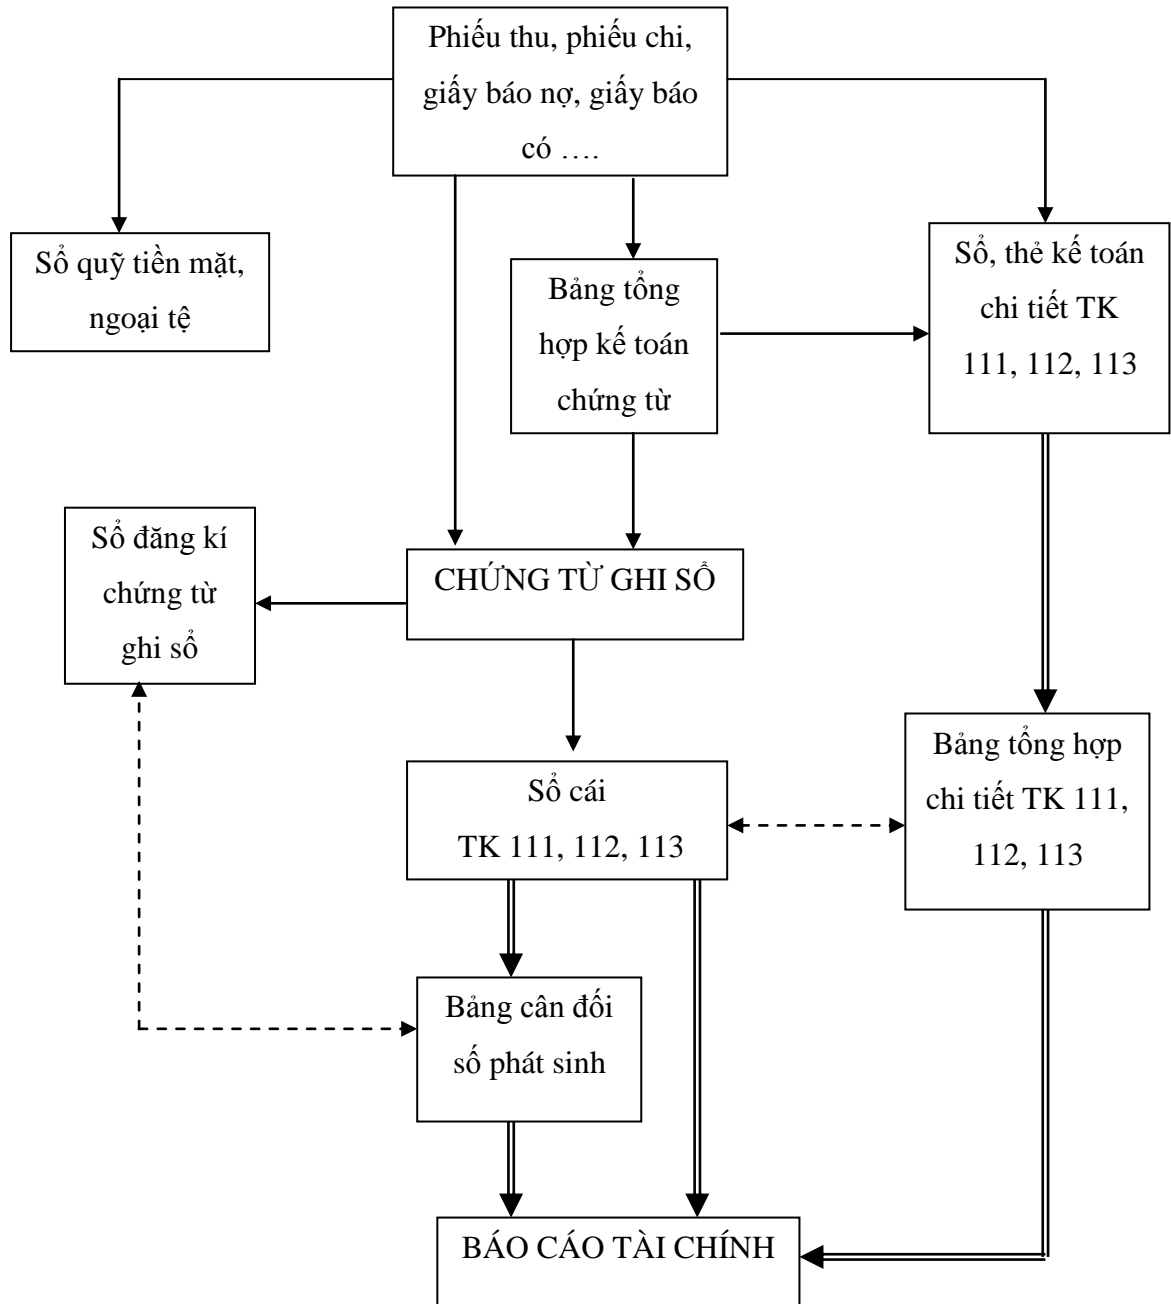 Phiếu thu, phiếu chi,
giấy báo nợ, giấy báo
có ….
Sổ quỹ tiền mặt,
ngoại tệ
Bảng tổng
hợp kế toán
chứng từ
Sổ, thẻ kế toán
chi tiết TK
111, 112, 113
Sổ đăng kí
chứng từ
ghi sổ
CHỨNG TỪ GHI SỔ
Sổ cái
TK 111, 112, 113
Bảng tổng hợp
chi tiết TK 111,
112, 113
Bảng cân đối
số phát sinh
BÁO CÁO TÀI CHÍNH